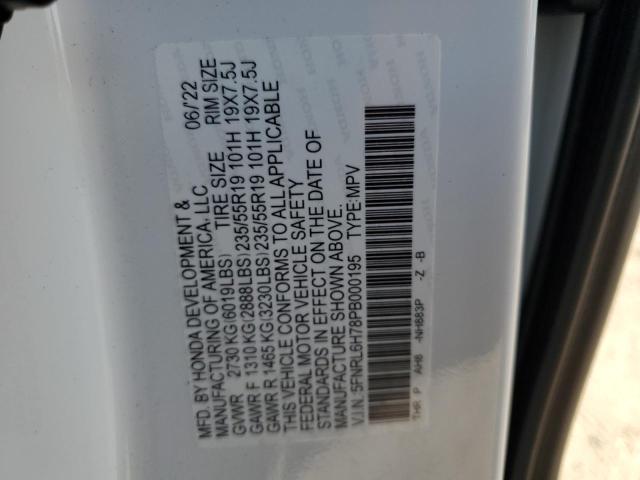 MFD. BY HONDA DEVELOPMENT &
MANUFACTURING OF AMERICA, LLC 06/22
TIRE SIZE RIM SIZE
GVWR 2730 KG(6019LBS)
GAWR F 1310 KG(2888LBS) 235/55R19 101H 19X7.5J
GAWR R 1465 KG(3230LBS) 235/55R19 101H 19X7.5J
THIS VEHICLE CONFORMS TO ALL APPLICABLE
FEDERAL MOTOR VEHICLE SAFETY
STANDARDS IN EFFECT ON THE DATE OF
MANUFACTURE SHOWN ABOVE.
V.I.N.: 5FNRL6H78PB000195 TYPE: MPV
THR P AH8 -NH883P -Z -B